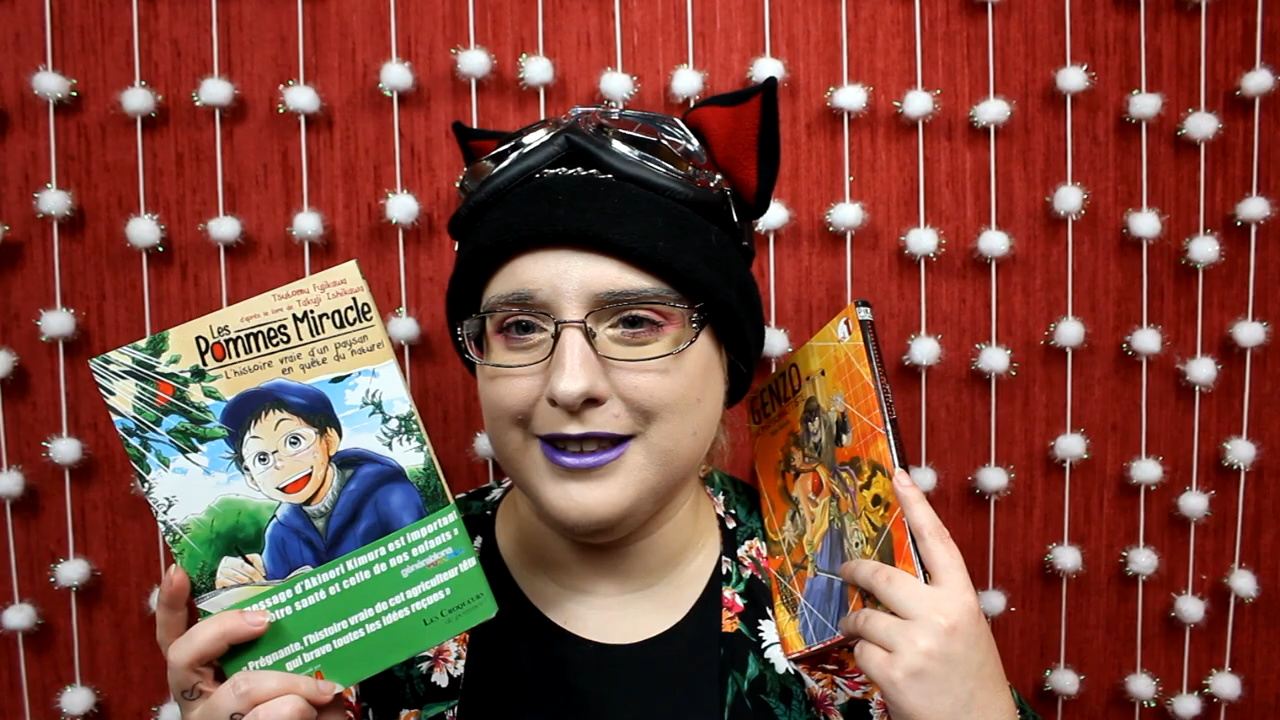 Tsutomu Fujikawa
d'après le livre de Takuji Ishikawa
Les
Pommes Miracle
L'histoire vraie d'un paysan
en quête du naturel
essage d'Akinori Kimura est important
otre santé et celle de nos enfants »
générations
« Prégnante, l'histoire vraie de cet agriculteur têtu
qui brave toutes les idées reçues »
Les Croqueurs
GENZO